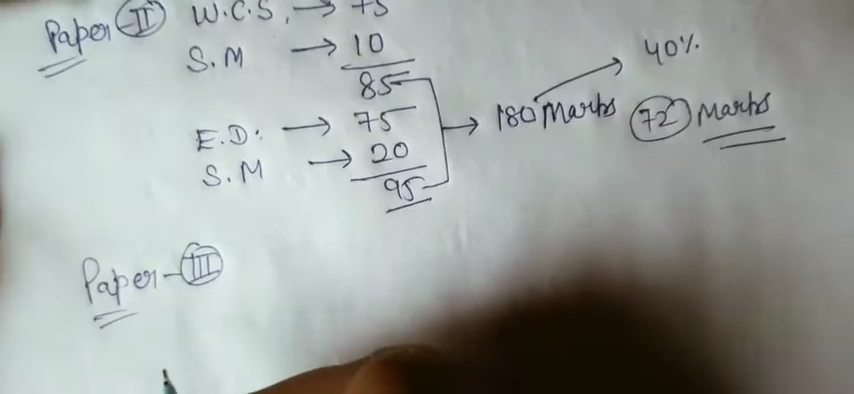 Paper-II W.C.S. → 75
S.M → 10
85
E.D: → 75
S.M → 20
95
→ 180 Marks
40%
72 Marks
Paper-III